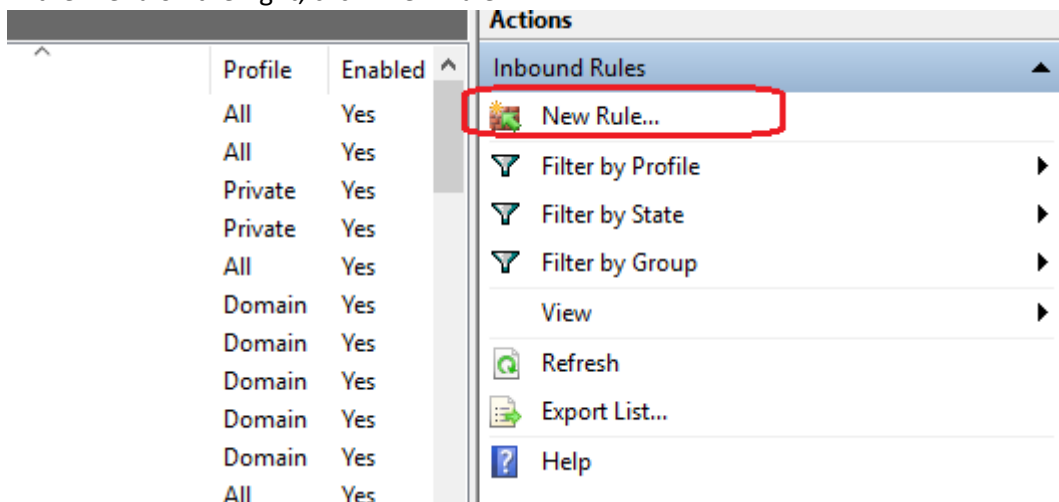 Actions
Profile Enabled
Inbound Rules
All Yes
New Rule...
All Yes
Filter by Profile
Private Yes
Filter by State
Private Yes
All Yes
Filter by Group
Domain Yes
View
Domain Yes
Refresh
Domain Yes
Domain Yes
Export List...
Domain Yes
Help
All Yes